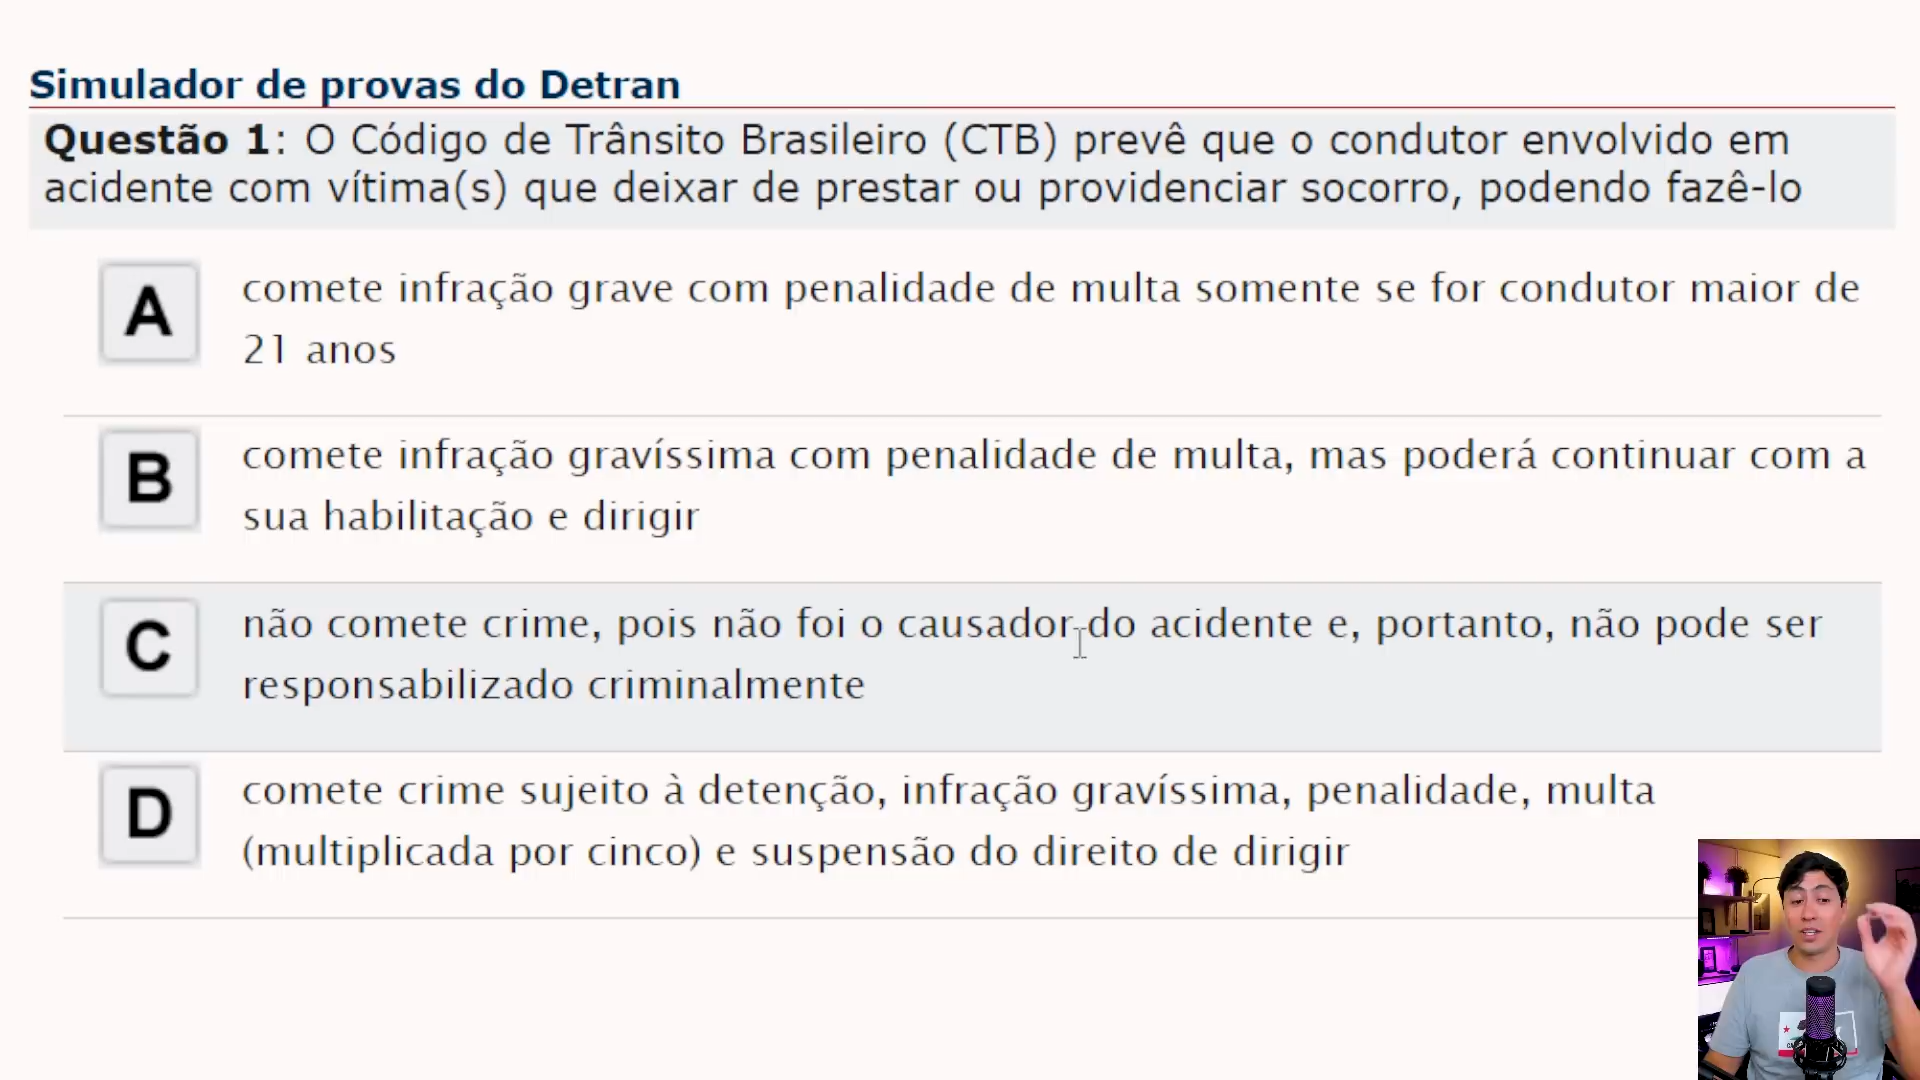 Simulador de provas do Detran
Questão 1: O Código de Trânsito Brasileiro (CTB) prevê que o condutor envolvido em
acidente com vítima(s) que deixar de prestar ou providenciar socorro, podendo fazê-lo
A
comete infração grave com penalidade de multa somente se for condutor maior de
21 anos
B
comete infração gravíssima com penalidade de multa, mas poderá continuar com a
sua habilitação e dirigir
C
não comete crime, pois não foi o causador do acidente e, portanto, não pode ser
responsabilizado criminalmente
D
comete crime sujeito à detenção, infração gravíssima, penalidade, multa
(multiplicada por cinco) e suspensão do direito de dirigir